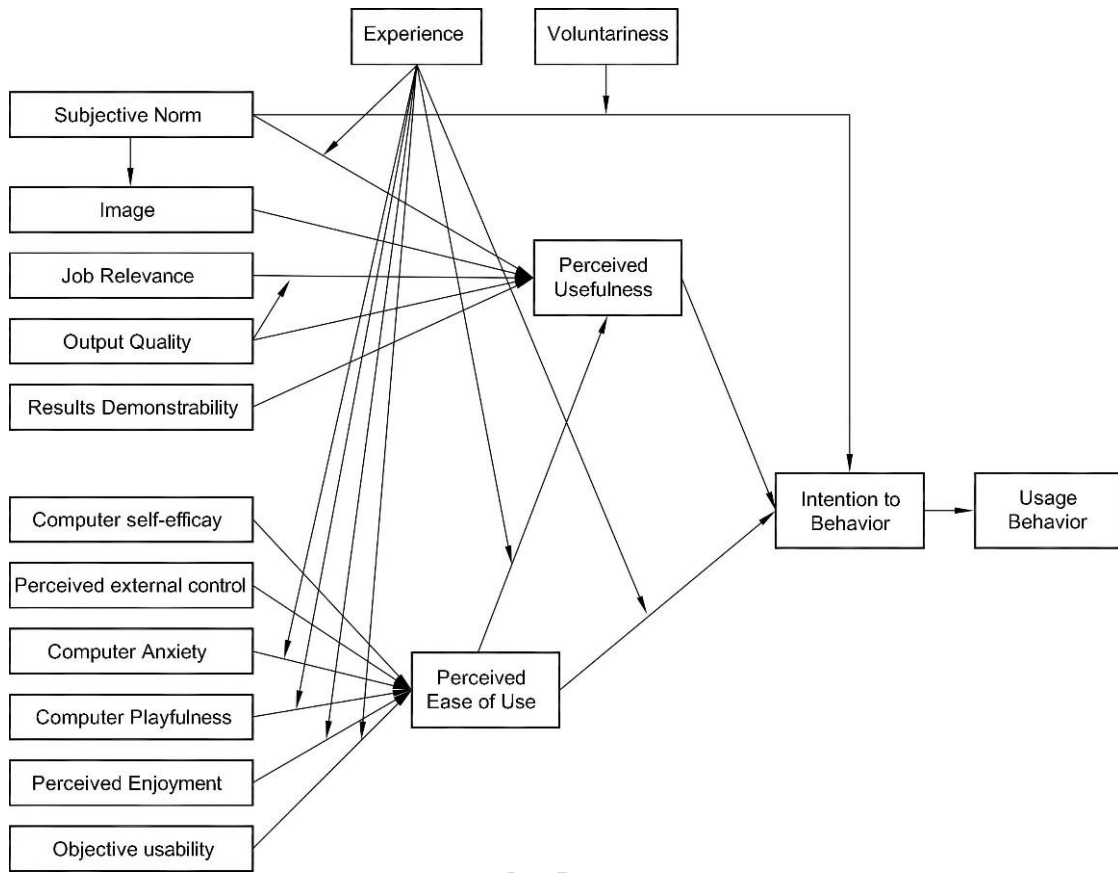 Experience
Voluntariness
Subjective Norm
Image
Job Relevance
Output Quality
Results Demonstrability
Perceived
Usefulness
Computer self-efficay
Perceived external control
Computer Anxiety
Computer Playfulness
Perceived Enjoyment
Objective usability
Perceived
Ease of Use
Intention to
Behavior
Usage
Behavior